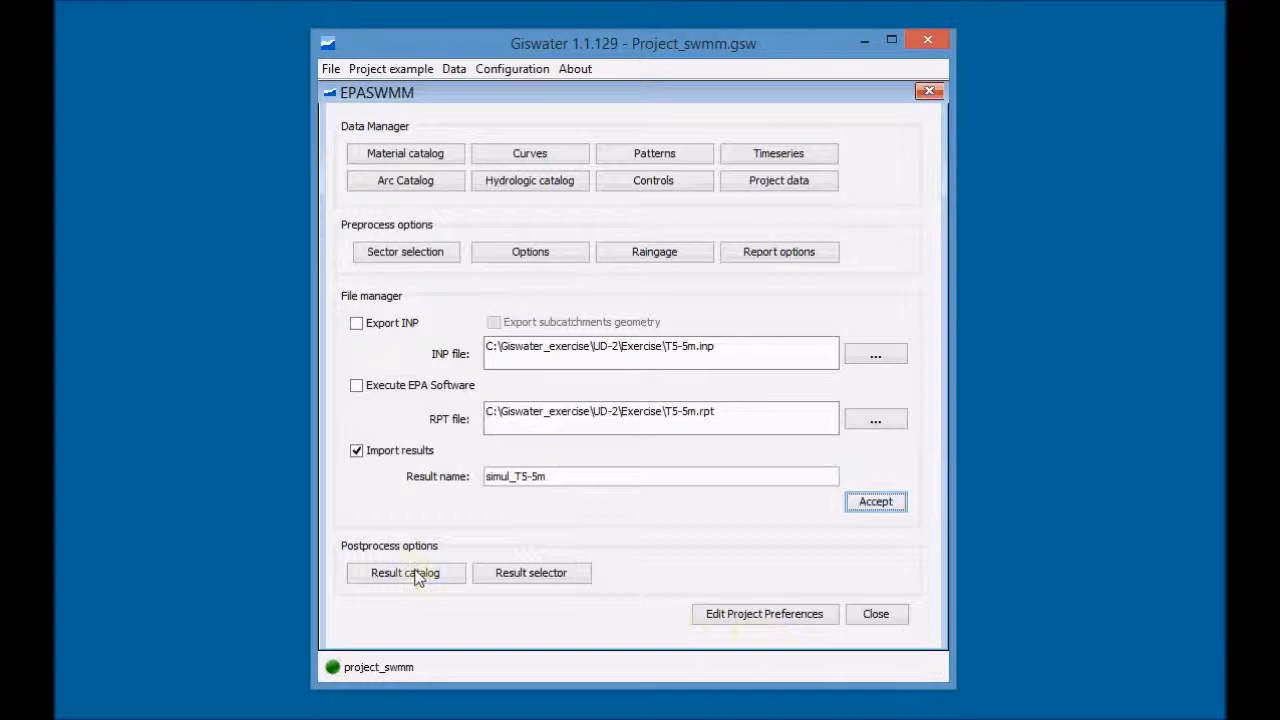 Giswater 1.1.129 - Project_swmm.gsw
File Project example Data Configuration About
EPASWMM
Data Manager
Material catalog Curves Patterns Timeseries
Arc Catalog Hydrologic catalog Controls Project data
Preprocess options
Sector selection Options Raingage Report options
File manager
Export INP Export subcatchments geometry
INP file: C:\Giswater_exercise\UD-2\Exercise\T5-5m.inp ...
Execute EPA Software
RPT file: C:\Giswater_exercise\UD-2\Exercise\T5-5m.rpt ...
Import results
Result name: simul_T5-5m
Accept
Postprocess options
Result catalog Result selector
Edit Project Preferences Close
project_swmm